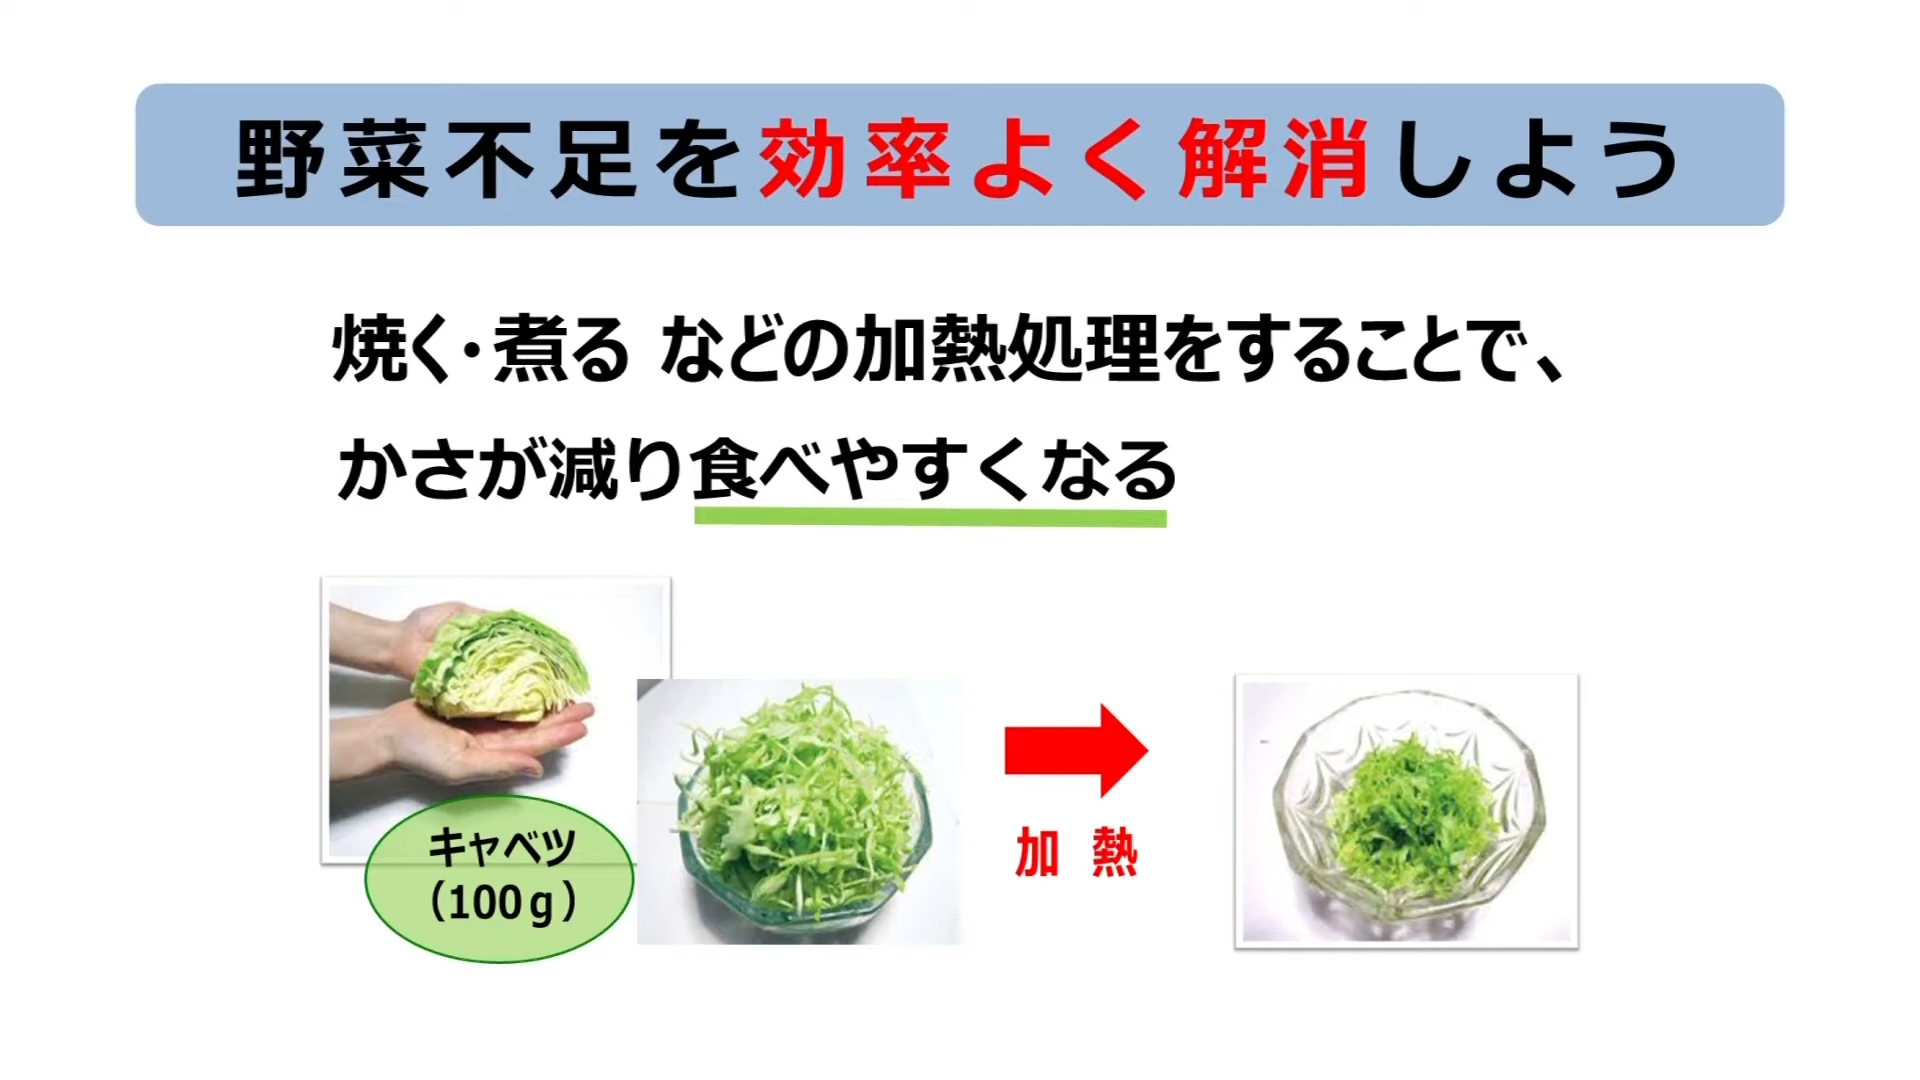 野菜不足を効率よく解消しよう
焼く・煮る などの加熱処理をすることで、
かさが減り食べやすくなる
キャベツ
（100ｇ）
加 熱